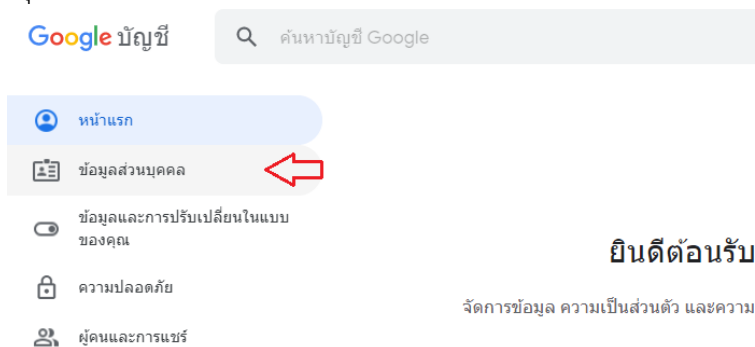 Google บัญชี
ค้นหาบัญชี Google
หน้าแรก
ข้อมูลส่วนบุคคล
ข้อมูลและการปรับเปลี่ยนในแบบ
ของคุณ
ความปลอดภัย
ผู้คนและการแชร์
ยินดีต้อนรับ
จัดการข้อมูล ความเป็นส่วนตัว และความ